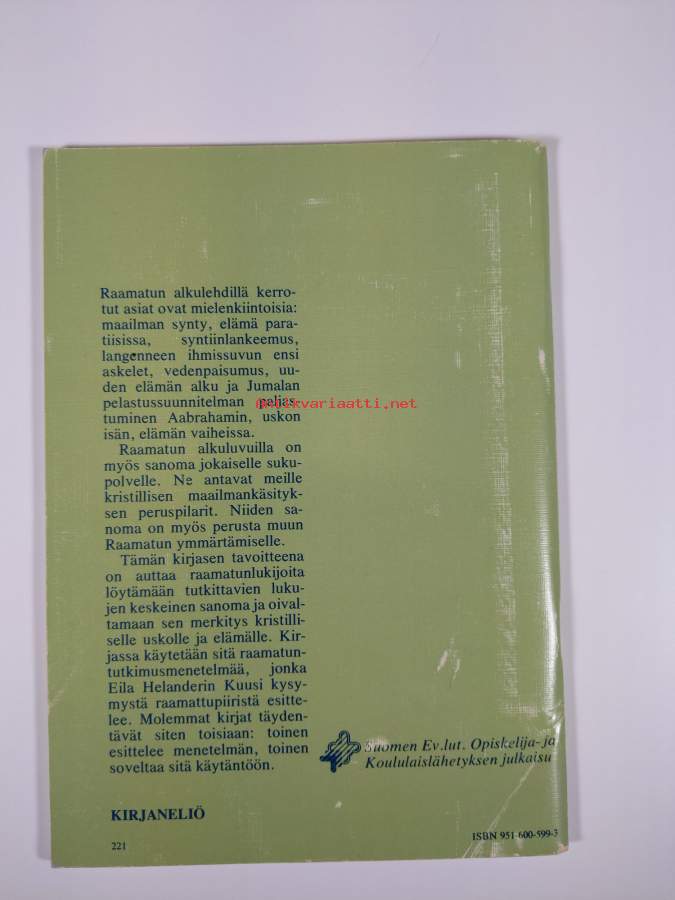 Raamatun alkulehdillä kerro-
tut asiat ovat mielenkiintoisia:
maailman synty, elämä para-
tiisissa, syntiinlankeemus,
langenneen ihmissuvun ensi
askelet, vedenpaisumus, uu-
den elämän alku ja Jumalan
pelastussuunnitelman paljas-
tuminen Aabrahamin, uskon
isän, elämän vaiheissa.
Raamatun alkuluvuilla on
myös sanoma jokaiselle suku-
polvelle. Ne antavat meille
kristillisen maailmankäsityk-
sen peruspilarit. Niiden sa-
noma on myös perusta muun
Raamatun ymmärtämiselle.
Tämän kirjasen tavoitteena
on auttaa raamatunlukijoita
löytämään tutkittavien luku-
jen keskeinen sanoma ja oival-
tamaan sen merkitys kristilli-
selle uskolle ja elämälle. Kir-
jassa käytetään sitä raamatun-
tutkimusmenetelmää, jonka
Eila Helanderin Kuusi kysy-
mystä raamattupiiristä esitte-
lee. Molemmat kirjat täyden-
tävät siten toisiaan: toinen
esittelee menetelmän, toinen
soveltaa sitä käytäntöön.
Suomen Ev.lut. Opiskelija- ja
Koululaislähetyksen julkaisu
KIRJANELIÖ
221
ISBN 951-600-599-3